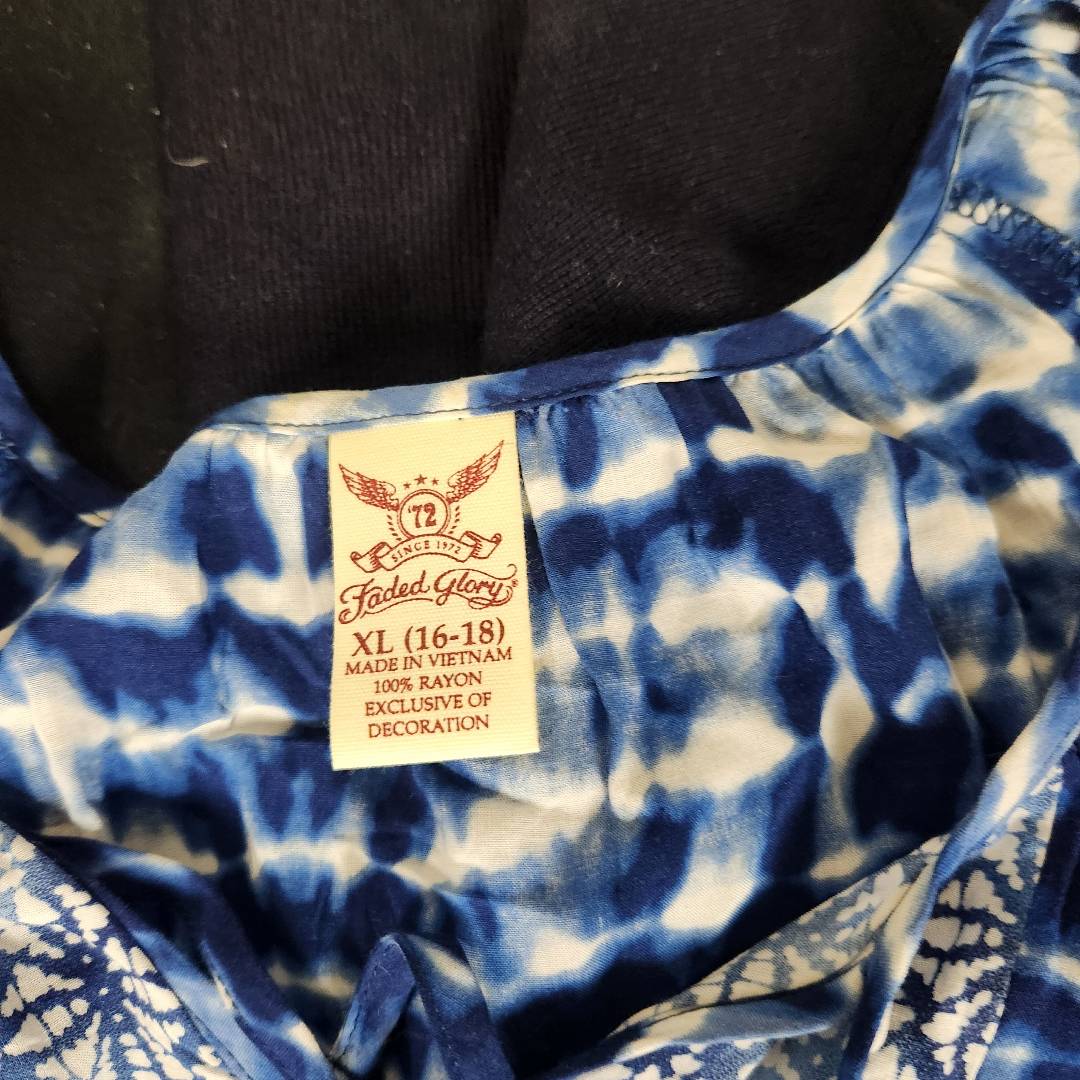 '72
SINCE 1972
Faded Glory®
XL (16-18)
MADE IN VIETNAM
100% RAYON
EXCLUSIVE OF
DECORATION